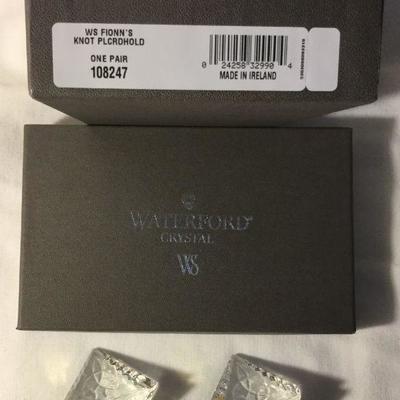 WS FIONN'S
KNOT PLCRDHOLD
ONE PAIR
108247
0 24258 32990 4
MADE IN IRELAND
WATERFORD®
CRYSTAL
WS